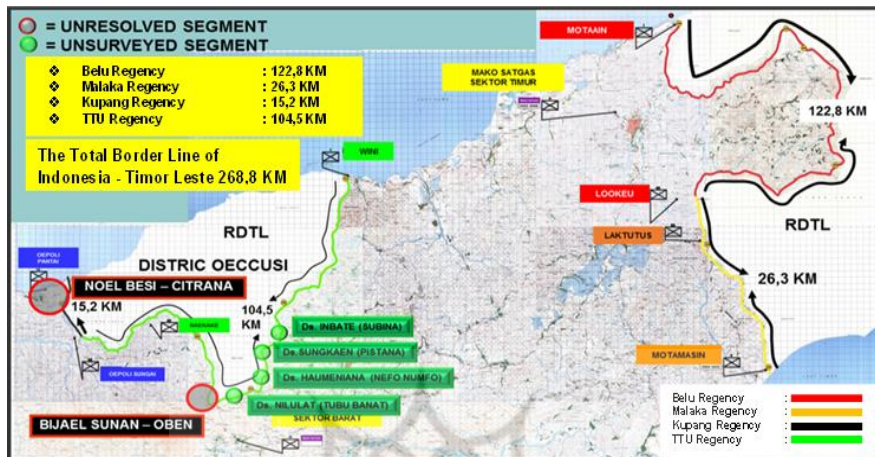 = UNRESOLVED SEGMENT
= UNSURVEYED SEGMENT
Belu Regency : 122,8 KM
Malaka Regency : 26,3 KM
Kupang Regency : 15,2 KM
TTU Regency : 104,5 KM
The Total Border Line of
Indonesia - Timor Leste 268,8 KM
MOTAAIN
MAKO SATGAS
SEKTOR TIMUR
122,8 KM
WINI
LOOKEU
RDTL
RDTL
LAKTUTUS
DISTRIC OECCUSI
OEPOLI
PANTAI
NOEL BESI – CITRANA
26,3 KM
15,2 KM
104,5
KM
Ds. INBATE (SUBINA)
Ds. SUNGKAEN (PISTANA)
OEPOLI SUNGAI
Ds. HAUMENIANA (NEFO NUMFO)
MOTAMASIN
Ds. NILULAT (TUBU BANAT)
SEKTOR BARAT
BIJAEL SUNAN – OBEN
Belu Regency :
Malaka Regency :
Kupang Regency :
TTU Regency :